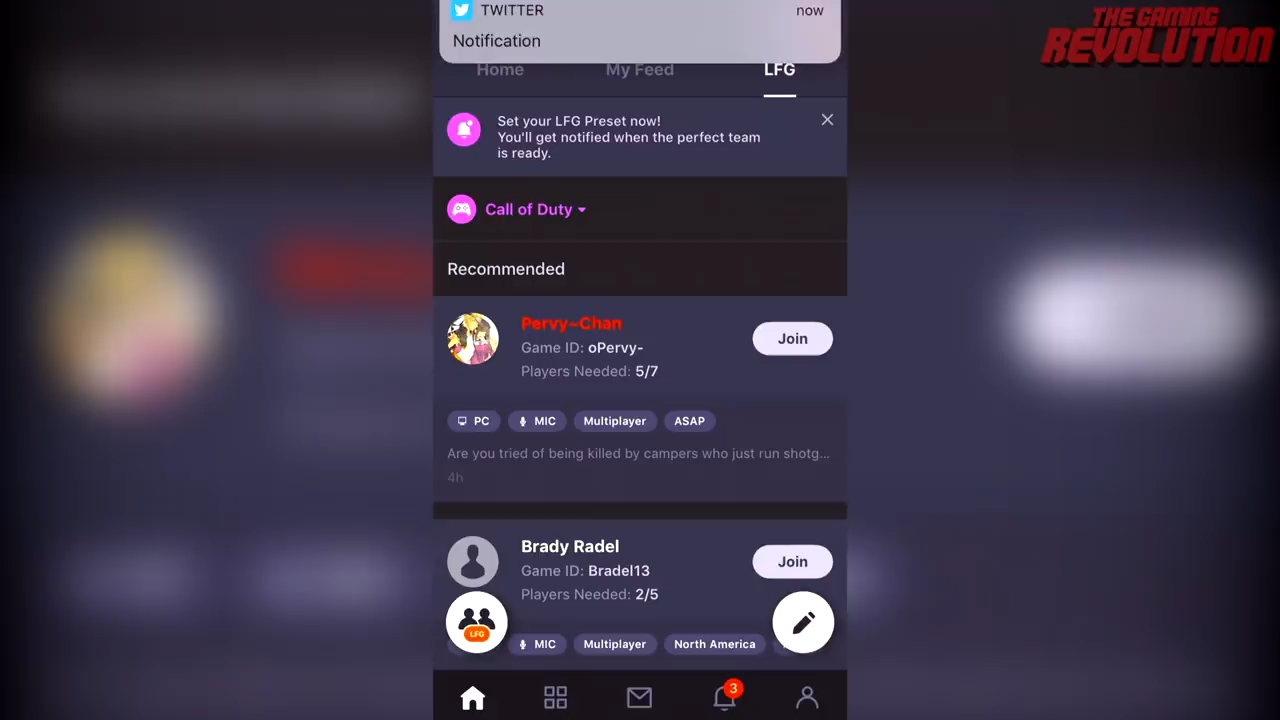 TWITTER now
Notification
THE GAMING
REVOLUTION
Home My Feed LFG
Set your LFG Preset now!
You'll get notified when the perfect team
is ready.
Call of Duty
Recommended
Pervy~Chan
Game ID: oPervy-
Join
Players Needed: 5/7
PC MIC Multiplayer ASAP
Are you tried of being killed by campers who just run shotg...
4h
Brady Radel
Game ID: Bradel13
Join
Players Needed: 2/5
LFG
MIC Multiplayer North America
3